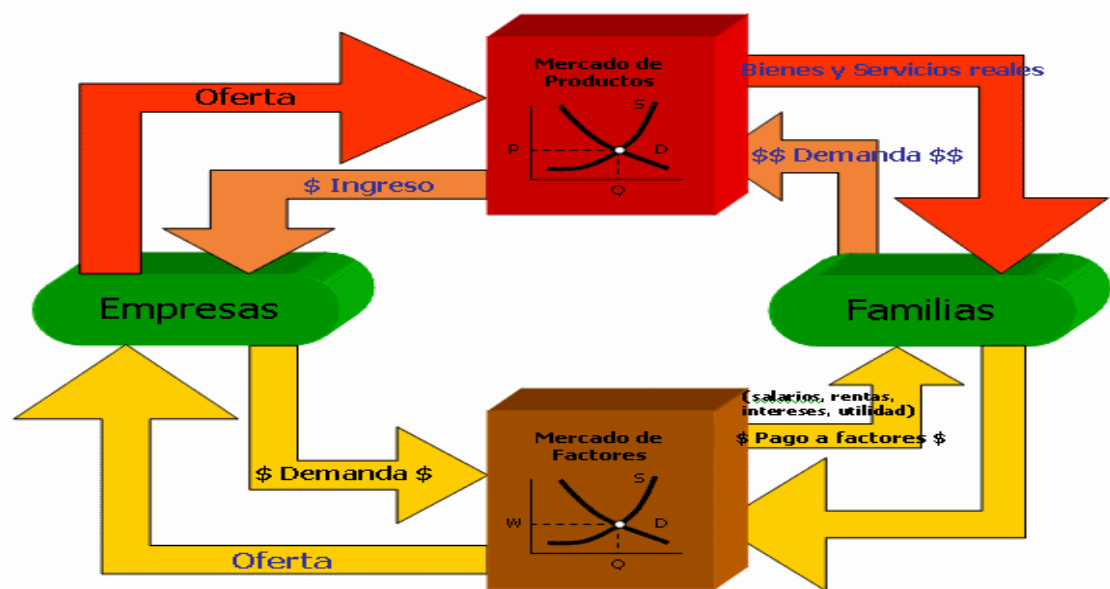 Mercado de
Productos
S
P
D
Q
Bienes y Servicios reales
Oferta
$$ Demanda $$
$ Ingreso
Empresas
Familias
(salarios, rentas,
intereses, utilidad)
$ Pago a factores $
Mercado de
Factores
S
W
D
Q
$ Demanda $
Oferta